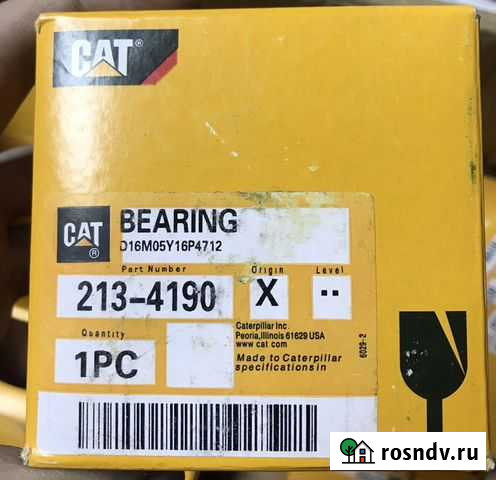 CAT
CAT
®
BEARING
D16M05Y16P4712
Part Number
Origin
Level
213-4190
X
--
Quantity
1PC
Caterpillar Inc
Peoria,Illinois 61629 USA
www cat.com
Made to Caterpillar
specifications in
6029-2
rosndv.ru